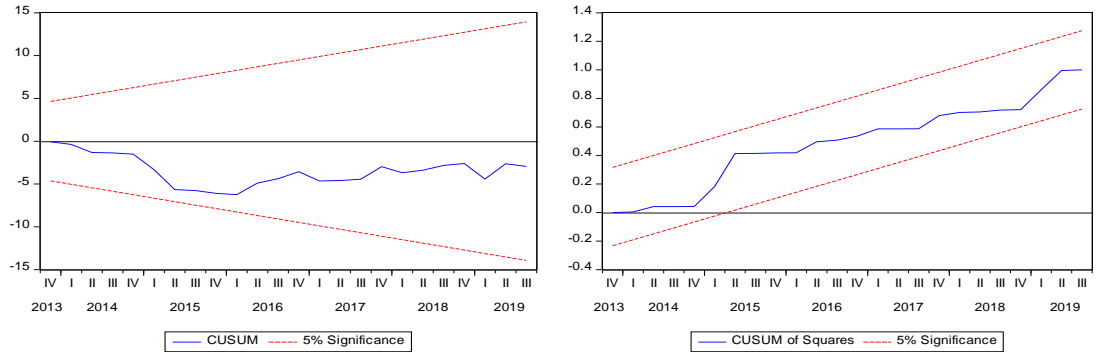 15
10
5
0
-5
-10
-15
IV I II III IV I II III IV I II III IV I II III IV I II III IV I II III
2013 2014 2015 2016 2017 2018 2019
CUSUM 5% Significance
1.4
1.2
1.0
0.8
0.6
0.4
0.2
0.0
-0.2
-0.4
IV I II III IV I II III IV I II III IV I II III IV I II III IV I II III
2013 2014 2015 2016 2017 2018 2019
CUSUM of Squares 5% Significance